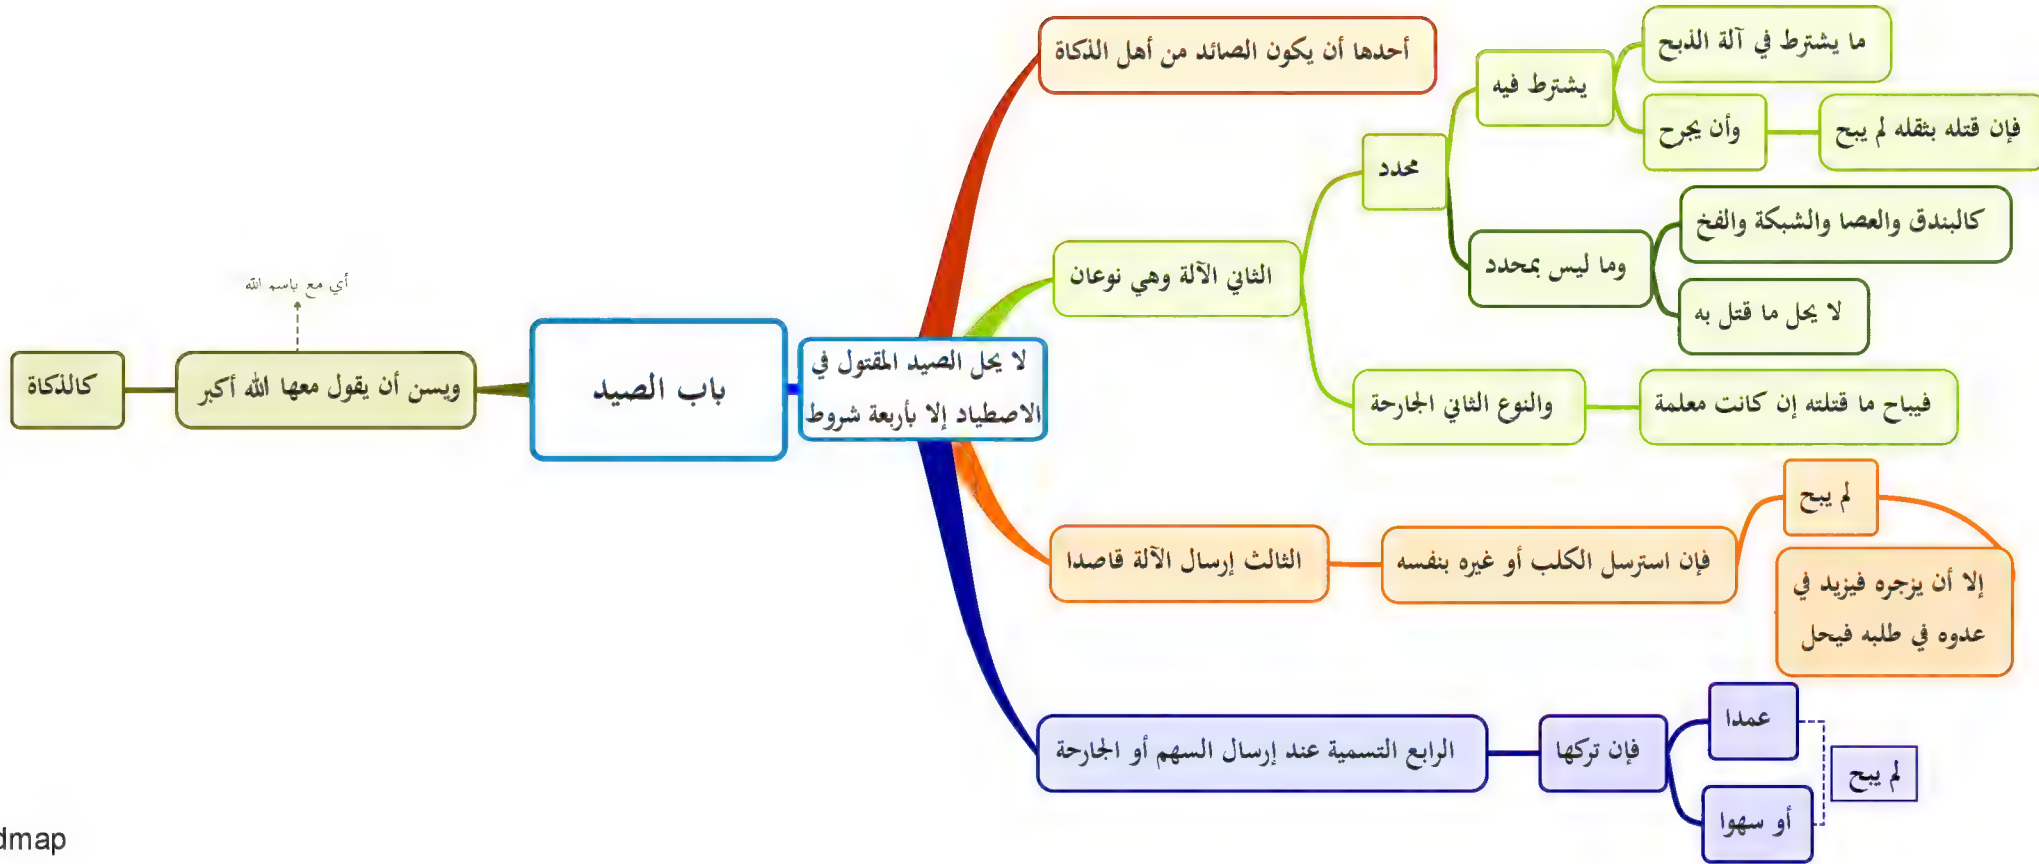 باب الصيد
لا يحل الصيد المقتول في
الاصطياد إلا بأربعة شروط
أحدها أن يكون الصائد من أهل الذكاة
الثاني الآلة وهي نوعان
محدد
يشترط فيه
ما يشترط في آلة الذبح
وأن يجرح
فإن قتله بثقله لم يبح
وما ليس بمحدد
كالبندق والعصا والشبكة والفخ
لا يحل ما قتل به
والنوع الثاني الجارحة
فيباح ما قتلته إن كانت معلمة
الثالث إرسال الآلة قاصدا
فإن استرسل الكلب أو غيره بنفسه
لم يبح
إلا أن يزجره فيزيد في
عدوه في طلبه فيحل
الرابع التسمية عند إرسال السهم أو الجارحة
فإن تركها
عمدا
أو سهوا
لم يبح
ويسن أن يقول معها الله أكبر
أي مع باسم الله
كالذكاة
dmap